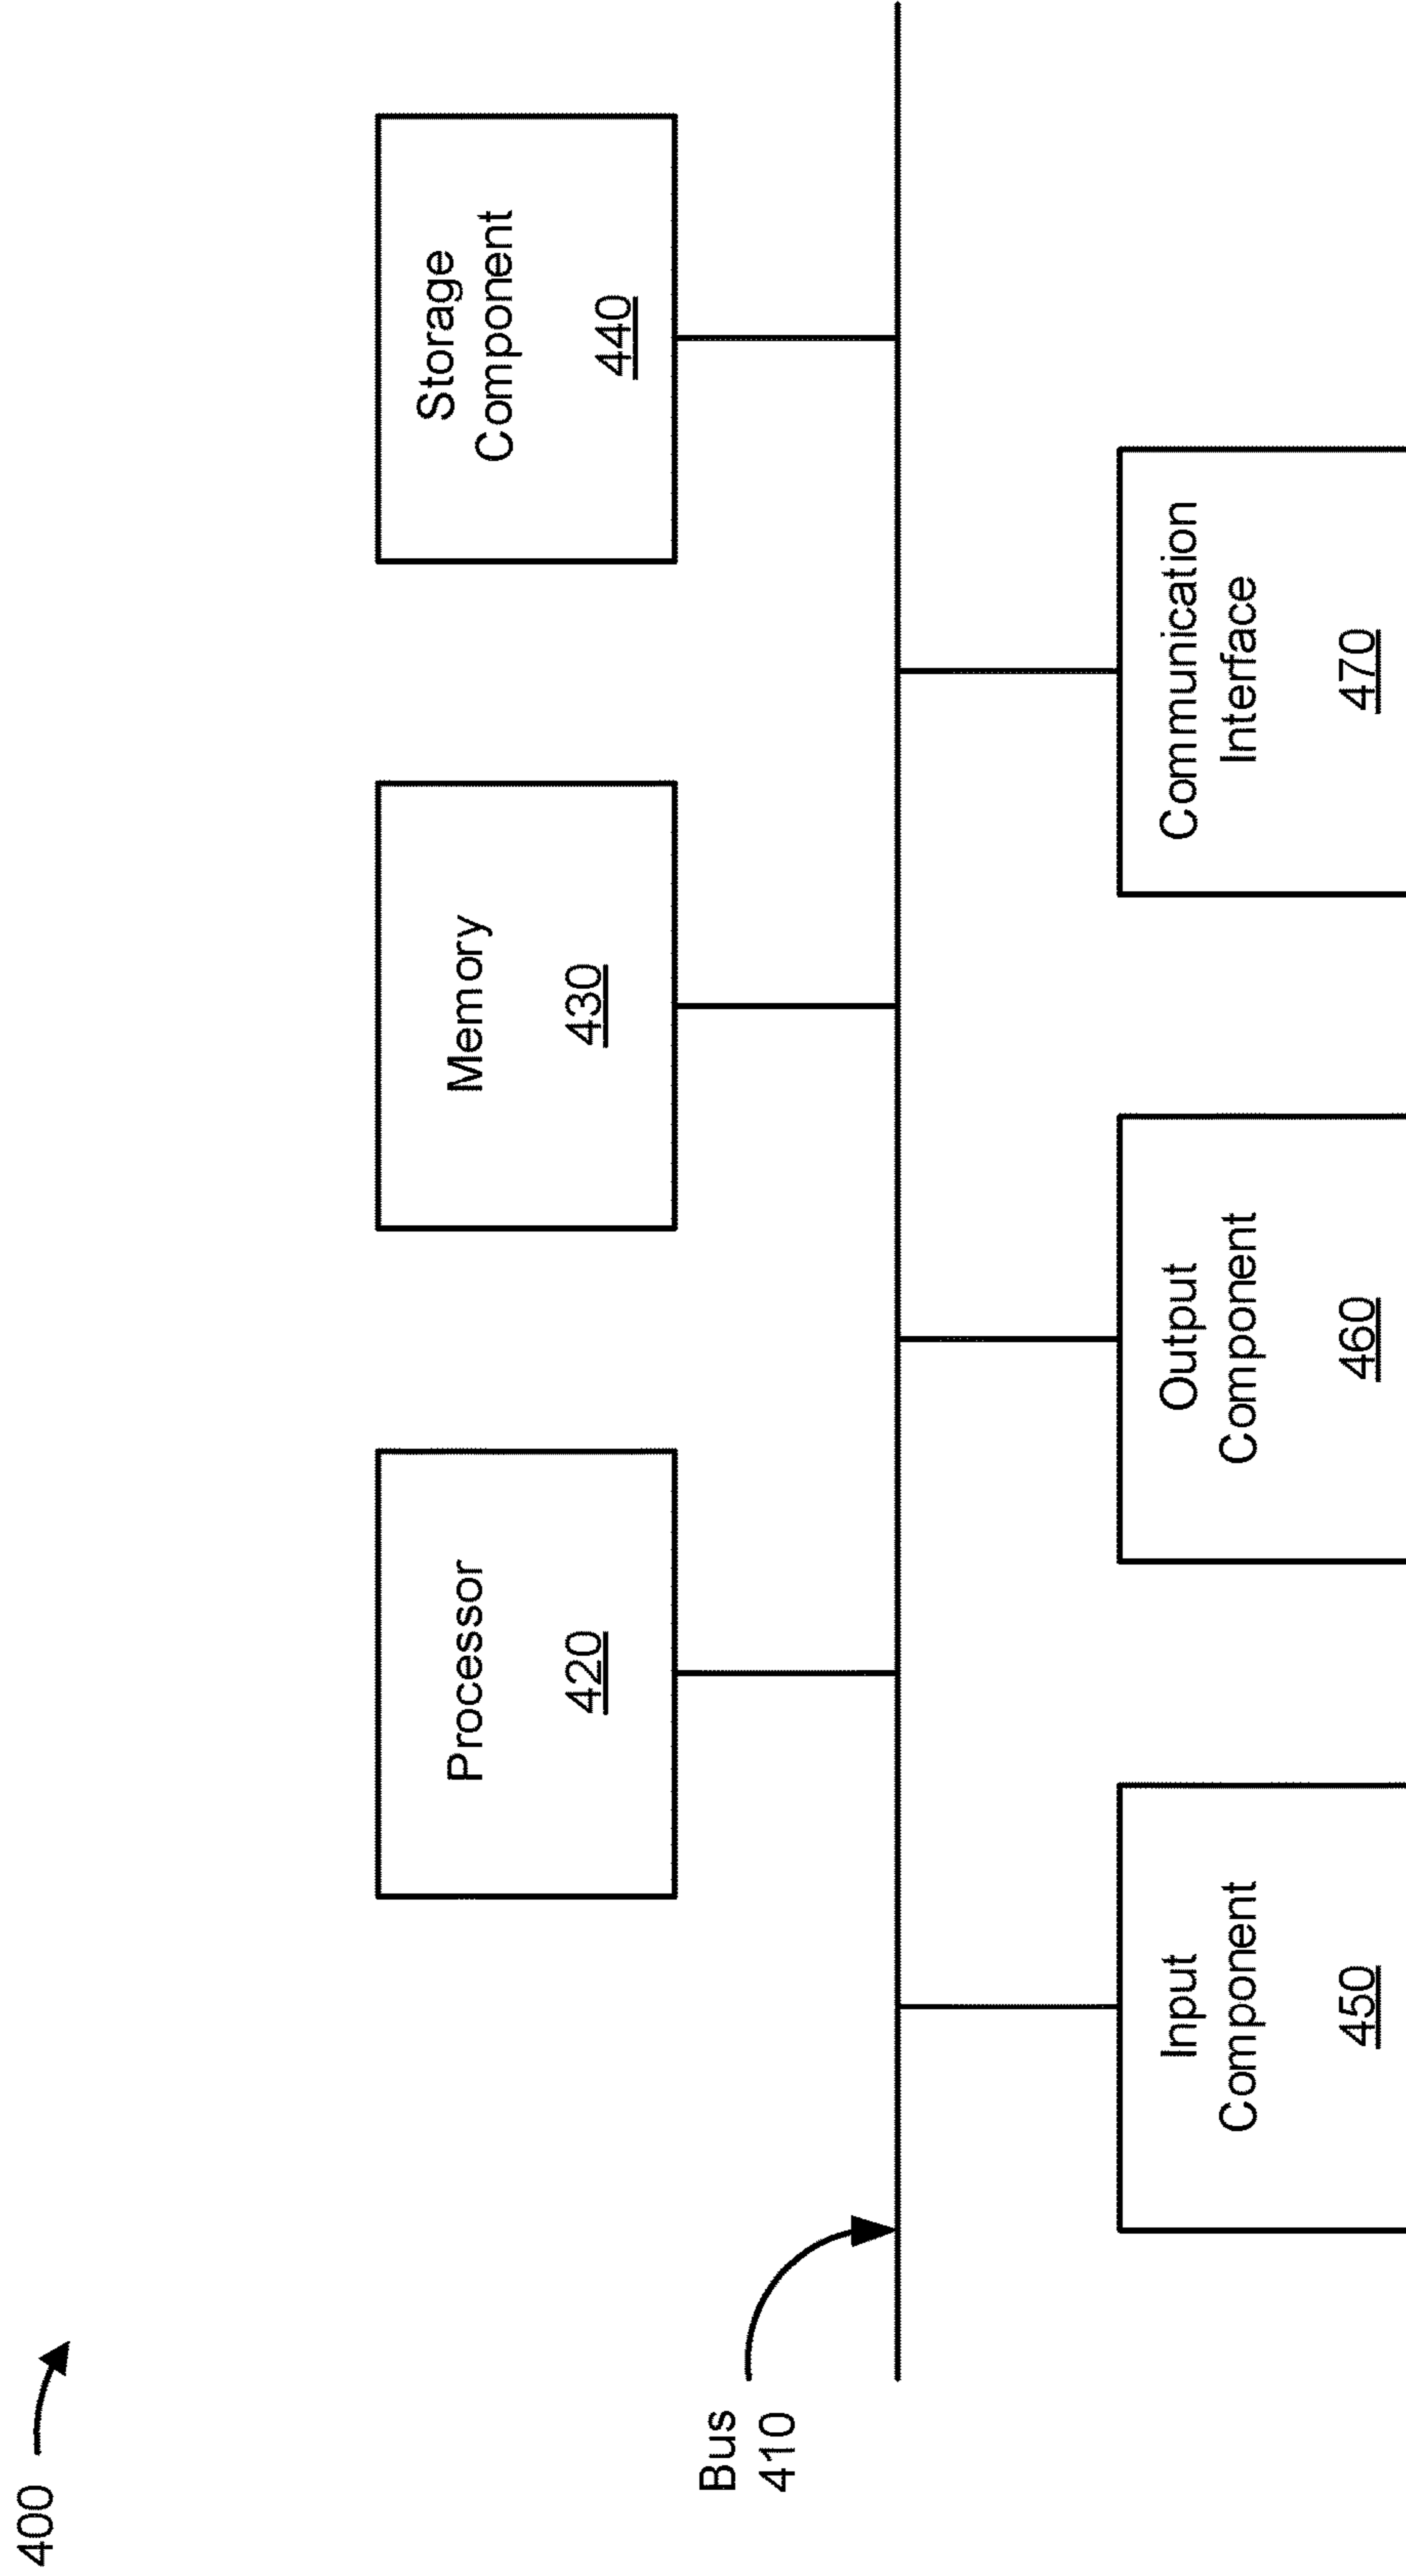 400
Processor
420
Memory
430
Storage
Component
440
Bus
410
Input
Component
450
Output
Component
460
Communication
Interface
470